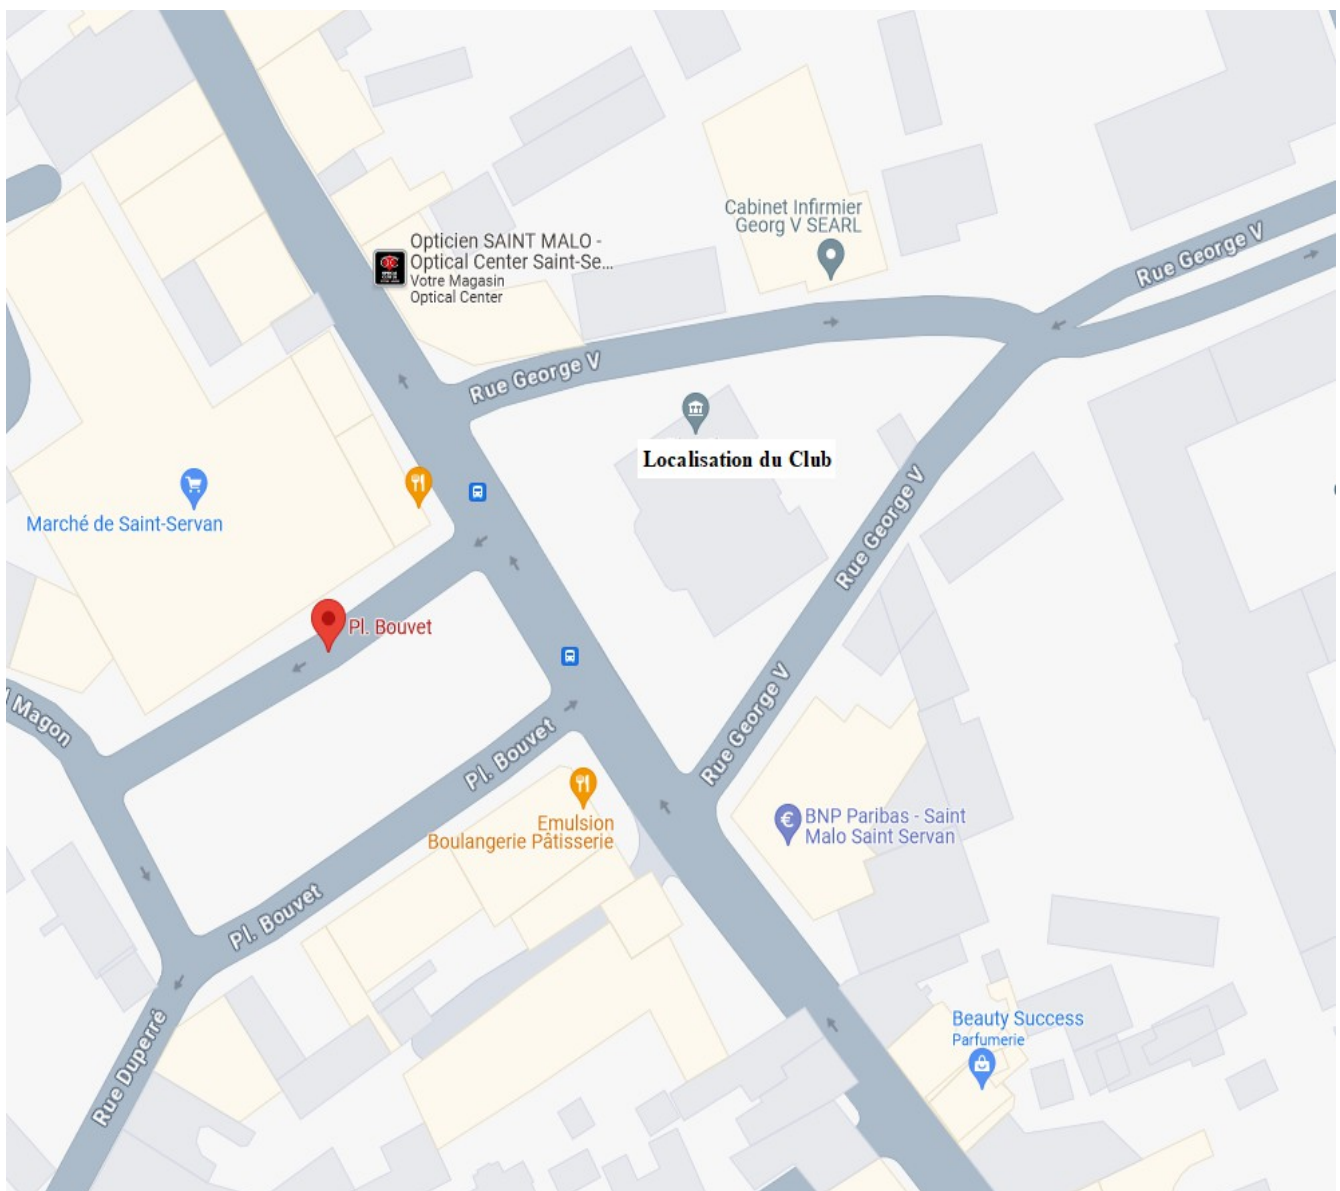 Cabinet Infirmier
Georg V SEARL
Opticien SAINT MALO -
Optical Center Saint-Se...
Votre Magasin
Optical Center
Rue George V
Rue George V
Localisation du Club
Marché de Saint-Servan
Rue George V
Pl. Bouvet
Magon
Rue George V
Pl. Bouvet
Emulsion
Boulangerie Pâtisserie
BNP Paribas - Saint
Malo Saint Servan
Pl. Bouvet
Beauty Success
Parfumerie
Rue Duperré